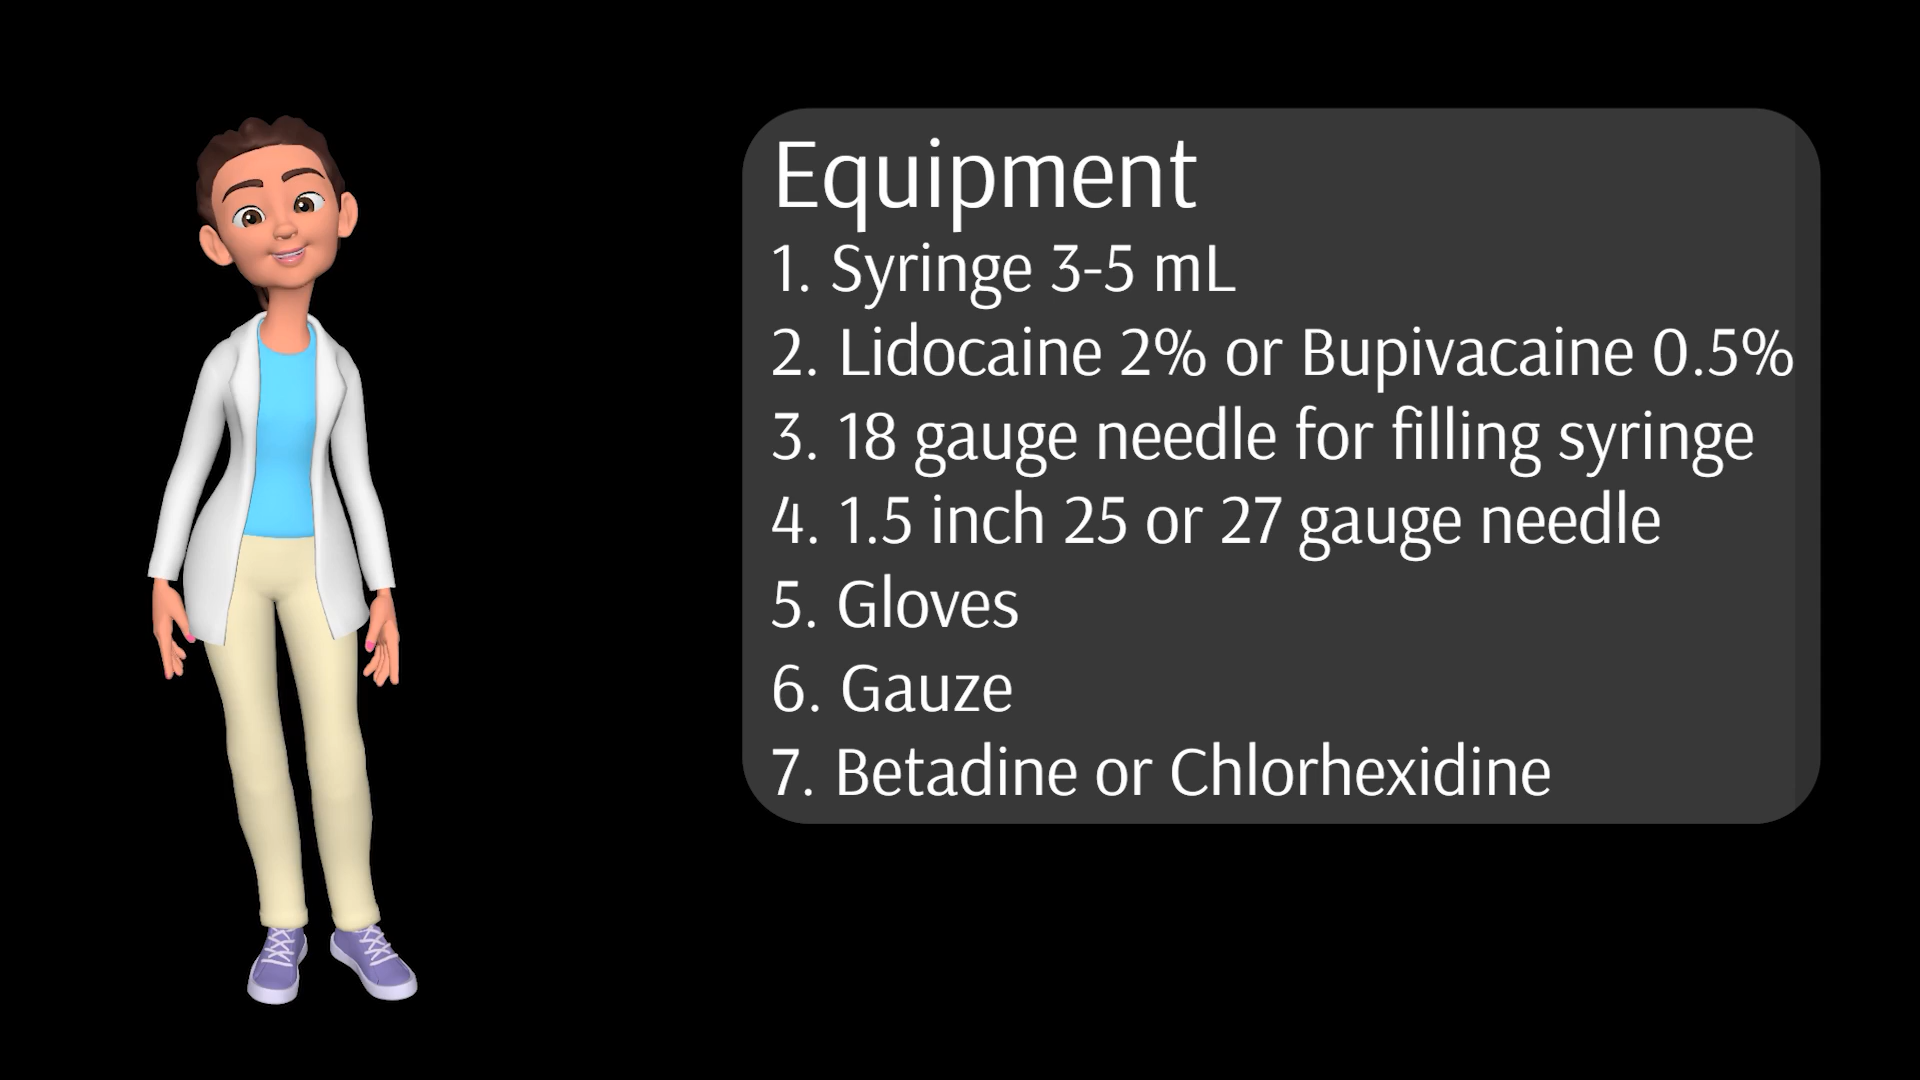 Equipment
1. Syringe 3-5 mL
2. Lidocaine 2% or Bupivacaine 0.5%
3. 18 gauge needle for filling syringe
4. 1.5 inch 25 or 27 gauge needle
5. Gloves
6. Gauze
7. Betadine or Chlorhexidine